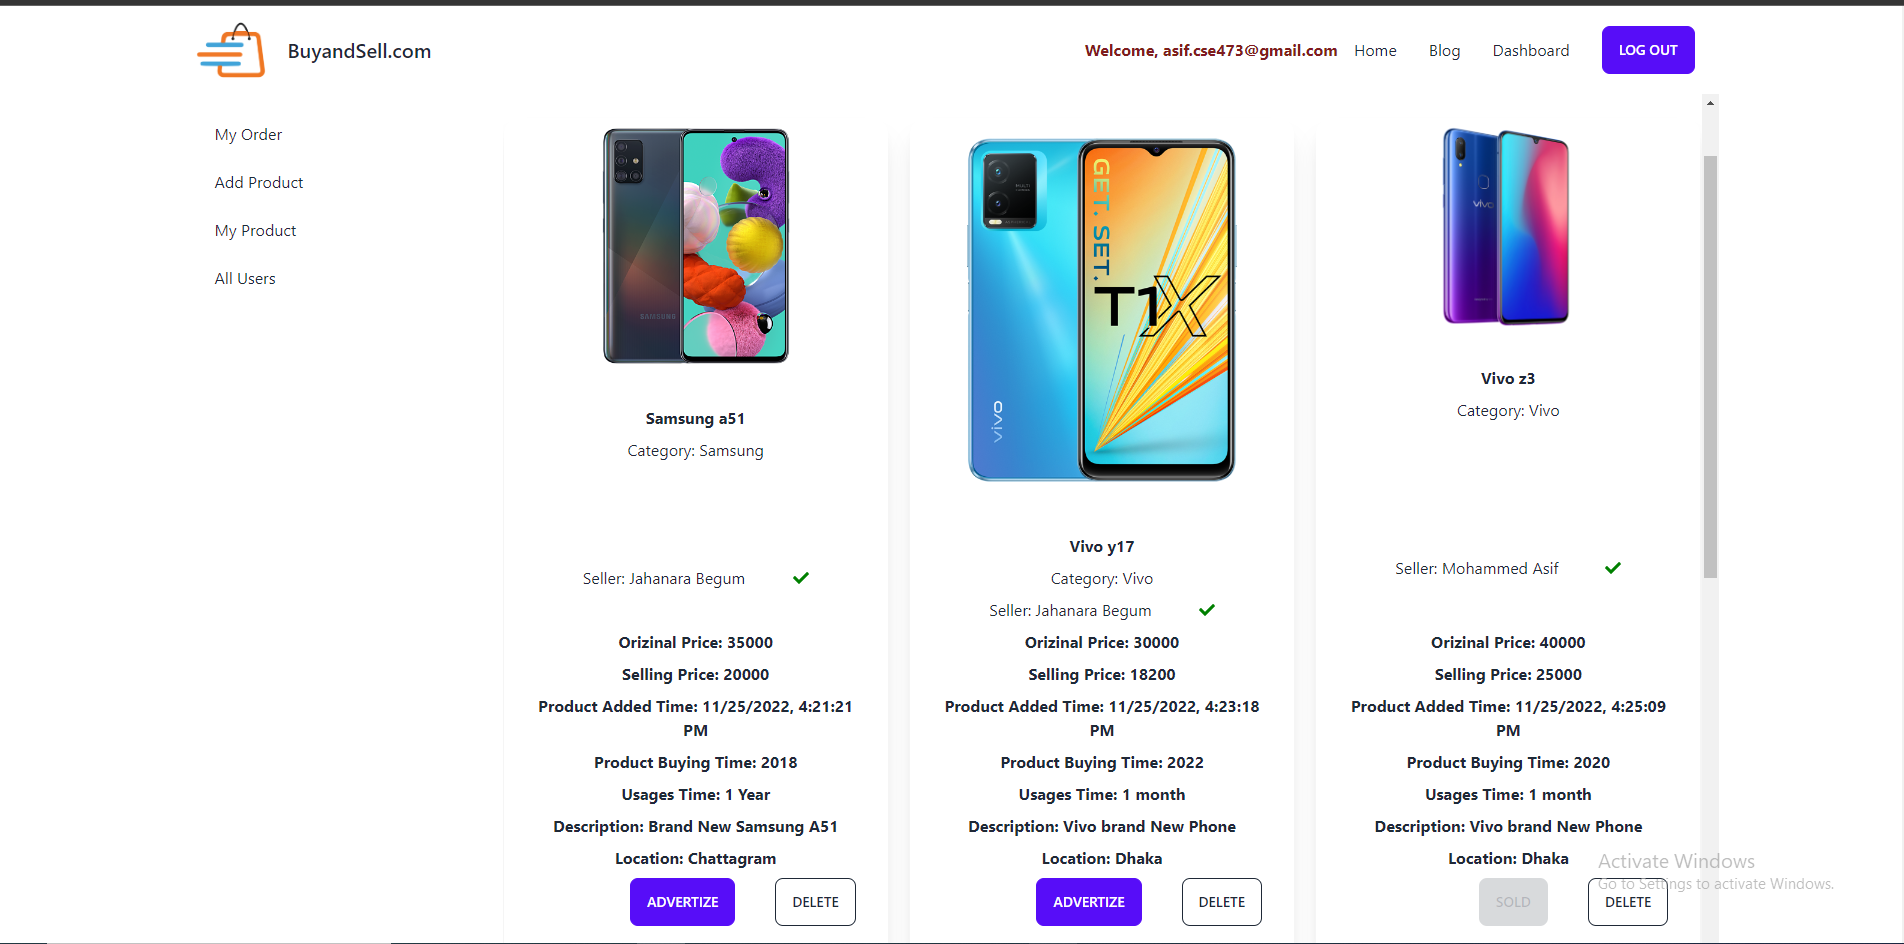 BuyandSell.com
Welcome, asif.cse473@gmail.com
Home
Blog
Dashboard
LOG OUT
My Order
Add Product
My Product
All Users
SAMSUNG
Samsung a51
Category: Samsung
Seller: Jahanara Begum
Orizinal Price: 35000
Selling Price: 20000
Product Added Time: 11/25/2022, 4:21:21
PM
Product Buying Time: 2018
Usages Time: 1 Year
Description: Brand New Samsung A51
Location: Chattagram
ADVERTIZE
DELETE
GET. SET.
T1X
vivo
Vivo y17
Category: Vivo
Seller: Jahanara Begum
Orizinal Price: 30000
Selling Price: 18200
Product Added Time: 11/25/2022, 4:23:18
PM
Product Buying Time: 2022
Usages Time: 1 month
Description: Vivo brand New Phone
Location: Dhaka
ADVERTIZE
DELETE
vivo
Vivo z3
Category: Vivo
Seller: Mohammed Asif
Orizinal Price: 40000
Selling Price: 25000
Product Added Time: 11/25/2022, 4:25:09
PM
Product Buying Time: 2020
Usages Time: 1 month
Description: Vivo brand New Phone
Location: Dhaka
SOLD
DELETE
Activate Windows
Go to Settings to activate Windows.